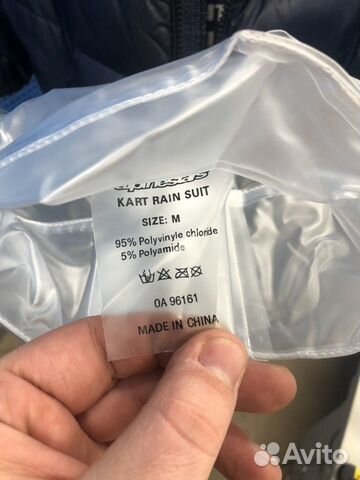 alpinestars
KART RAIN SUIT
SIZE: M
95% Polyvinyle chloride
5% Polyamide
0A 96161
MADE IN CHINA
Avito